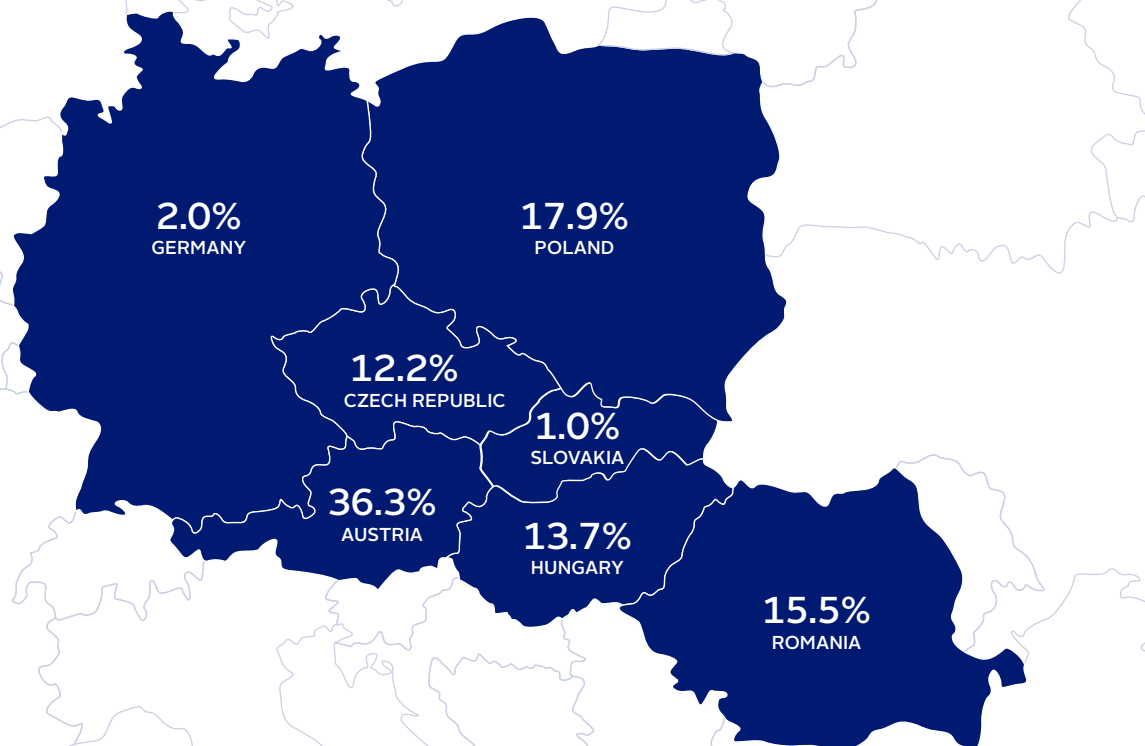 2.0%
GERMANY
17.9%
POLAND
12.2%
CZECH REPUBLIC
1.0%
SLOVAKIA
36.3%
AUSTRIA
13.7%
HUNGARY
15.5%
ROMANIA